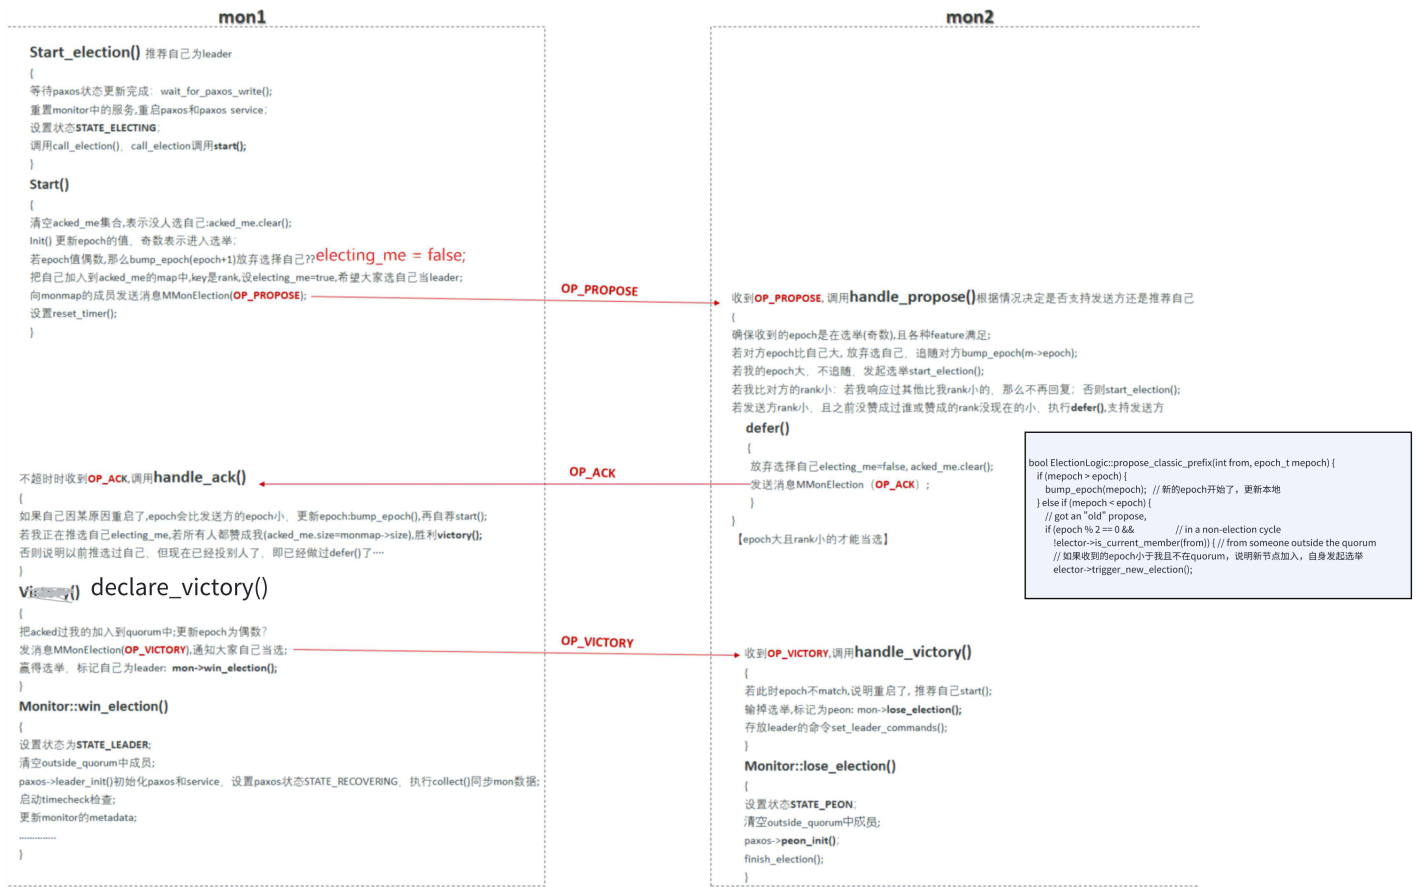 mon1
Start_election() 推荐自己为leader
{
等待paxos状态更新完成：wait_for_paxos_write();
重置monitor中的服务,重启paxos和paxos service;
设置状态STATE_ELECTING;
调用call_election()、call_election调用start();
}
Start()
{
清空acked_me集合,表示没人选自己:acked_me.clear();
Init() 更新epoch的值、奇数表示进入选举;
若epoch值偶数,那么bump_epoch(epoch+1)放弃选择自己??electing_me = false;
把自己加入到acked_me的map中,key是rank,设electing_me=true,希望大家选自己当leader;
向monmap的成员发送消息MMonElection(OP_PROPOSE);
设置reset_timer();
}
OP_PROPOSE
mon2
收到OP_PROPOSE, 调用handle_propose()根据情况决定是否支持发送方还是推荐自己
{
确保收到的epoch是在选举(奇数),且各种feature满足;
若对方epoch比自己大, 放弃选自己、追随对方bump_epoch(m->epoch);
若我的epoch大、不追随、发起选举start_election();
若我比对方的rank小：若我响应过其他比我rank小的、那么不再回复；否则start_election();
若发送方rank小、且之前没赞成过谁或赞成的rank没现在的小、执行defer(),支持发送方
defer()
{
放弃选择自己electing_me=false, acked_me.clear();
发送消息MMonElection（OP_ACK）;
}
}
【epoch大且rank小的才能当选】
OP_ACK
bool ElectionLogic::propose_classic_prefix(int from, epoch_t mepoch) {
if (mepoch > epoch) {
bump_epoch(mepoch); // 新的epoch开始了，更新本地
} else if (mepoch < epoch) {
// got an "old" propose,
if (epoch % 2 == 0 && // in a non-election cycle
!elector->is_current_member(from)) { // from someone outside the quorum
// 如果收到的epoch小于我且不在quorum，说明新节点加入，自身发起选举
elector->trigger_new_election();
不超时时收到OP_ACK,调用handle_ack()
{
如果自己因某原因重启了,epoch会比发送方的epoch小、更新epoch:bump_epoch(),再自荐start();
若我正在推选自己electing_me,若所有人都赞成我(acked_me.size=monmap->size),胜利victory();
否则说明以前推选过自己、但现在已经投别人了、即已经做过defer()了····
}
declare_victory()
{
把acked过我的加入到quorum中;更新epoch为偶数?
发消息MMonElection(OP_VICTORY),通知大家自己当选;
赢得选举、标记自己为leader: mon->win_election();
}
OP_VICTORY
Monitor::win_election()
{
设置状态为STATE_LEADER;
清空outside_quorum中成员;
paxos->leader_init()初始化paxos和service、设置paxos状态STATE_RECOVERING、执行collect()同步mon数据;
启动timecheck检查;
更新monitor的metadata;
..............
}
收到OP_VICTORY,调用handle_victory()
{
若此时epoch不match,说明重启了, 推荐自己start();
输掉选举,标记为peon: mon->lose_election();
存放leader的命令set_leader_commands();
}
Monitor::lose_election()
{
设置状态STATE_PEON;
清空outside_quorum中成员;
paxos->peon_init();
finish_election();
}